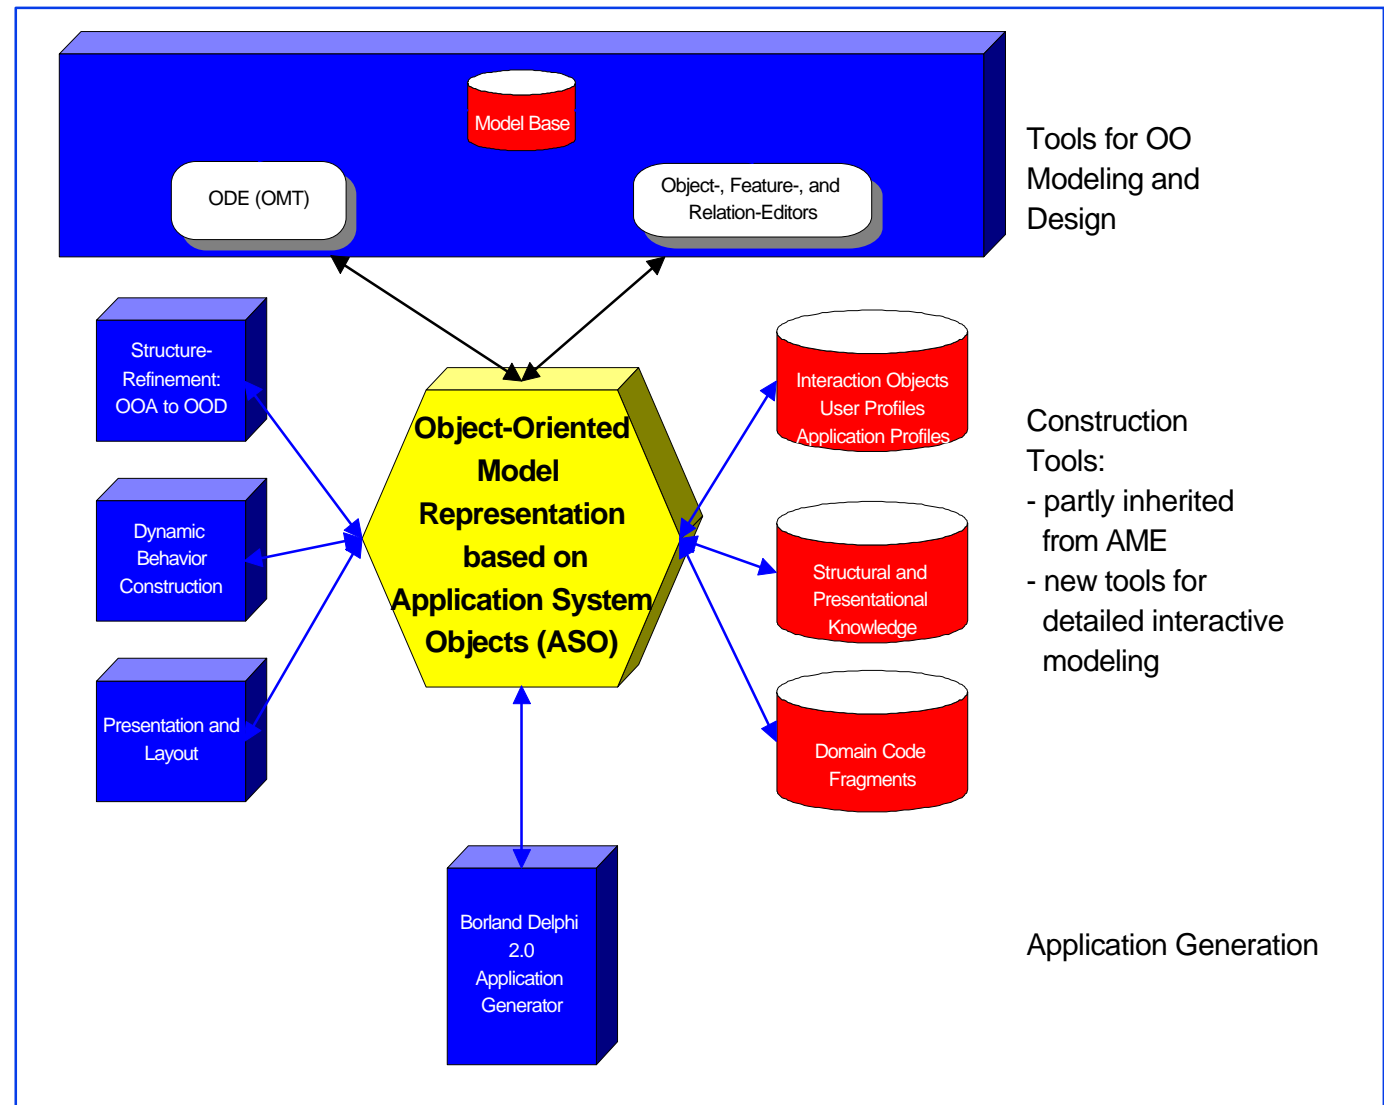 Model Base
ODE (OMT)
Object-, Feature-, and
Relation-Editors
Tools for OO
Modeling and
Design
Structure-
Refinement:
OOA to OOD
Dynamic
Behavior
Construction
Presentation and
Layout
Object-Oriented
Model
Representation
based on
Application System
Objects (ASO)
Interaction Objects
User Profiles
Application Profiles
Structural and
Presentational
Knowledge
Domain Code
Fragments
Construction
Tools:
- partly inherited
from AME
- new tools for
detailed interactive
modeling
Borland Delphi
2.0
Application
Generator
Application Generation